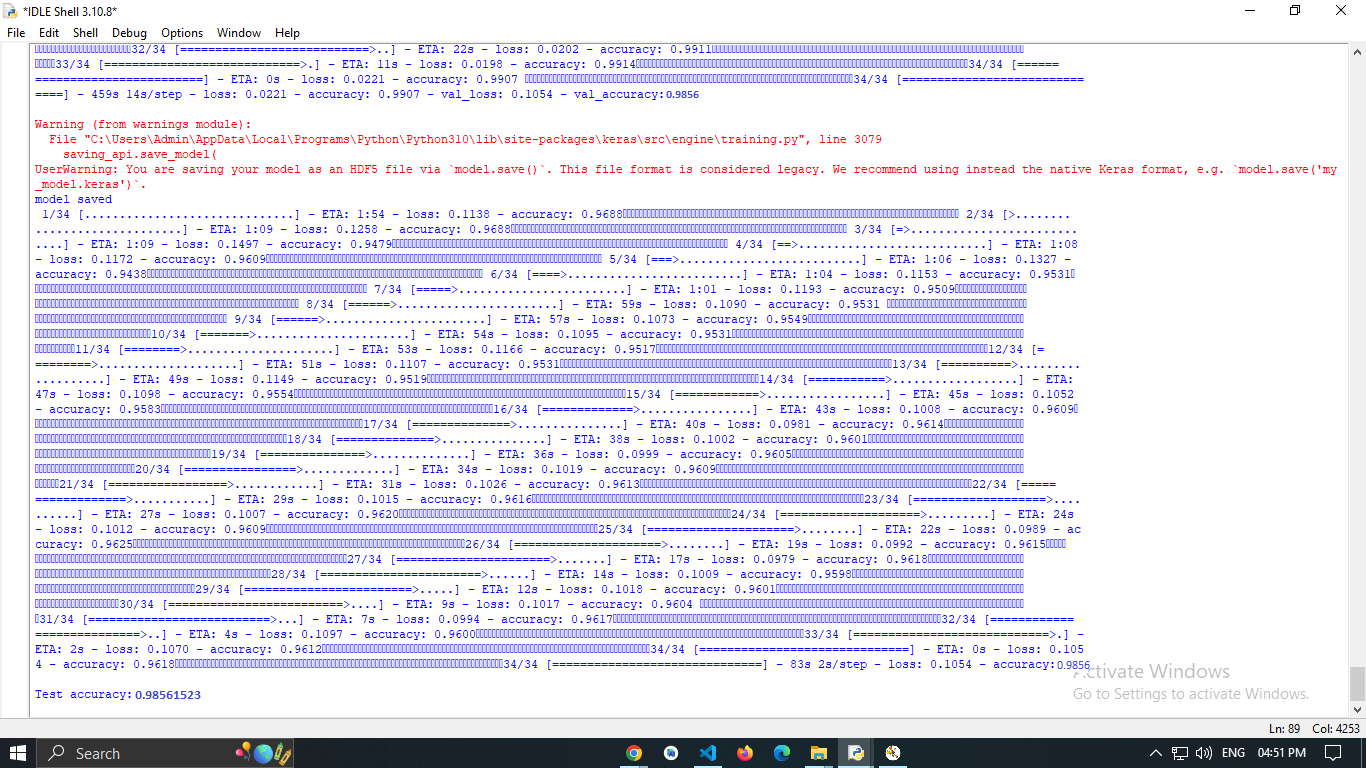 *IDLE Shell 3.10.8*
File Edit Shell Debug Options Window Help
32/34 [============================>..] - ETA: 22s - loss: 0.0202 - accuracy: 0.9911
33/34 [=============================>.] - ETA: 11s - loss: 0.0198 - accuracy: 0.9914 34/34 [======
========================] - ETA: 0s - loss: 0.0221 - accuracy: 0.9907 34/34 [==========================
====] - 459s 14s/step - loss: 0.0221 - accuracy: 0.9907 - val_loss: 0.1054 - val_accuracy: 0.9856
Warning (from warnings module):
File "C:\Users\Admin\AppData\Local\Programs\Python\Python310\lib\site-packages\keras\src\engine\training.py", line 3079
saving_api.save_model(
UserWarning: You are saving your model as an HDF5 file via `model.save()`. This file format is considered legacy. We recommend using instead the native Keras format, e.g. `model.save('my
_model.keras')`.
model saved
1/34 [..............................] - ETA: 1:54 - loss: 0.1138 - accuracy: 0.9688 2/34 [>........
.....................] - ETA: 1:09 - loss: 0.1258 - accuracy: 0.9688 3/34 [=>........................
....] - ETA: 1:09 - loss: 0.1497 - accuracy: 0.9479 4/34 [==>...........................] - ETA: 1:08
- loss: 0.1172 - accuracy: 0.9609 5/34 [===>..........................] - ETA: 1:06 - loss: 0.1327 -
accuracy: 0.9438 6/34 [====>.........................] - ETA: 1:04 - loss: 0.1153 - accuracy: 0.9531
7/34 [=====>........................] - ETA: 1:01 - loss: 0.1193 - accuracy: 0.9509
8/34 [======>.......................] - ETA: 59s - loss: 0.1090 - accuracy: 0.9531
9/34 [======>.......................] - ETA: 57s - loss: 0.1073 - accuracy: 0.9549
10/34 [=======>......................] - ETA: 54s - loss: 0.1095 - accuracy: 0.9531
11/34 [========>.....................] - ETA: 53s - loss: 0.1166 - accuracy: 0.9517 12/34 [=
========>....................] - ETA: 51s - loss: 0.1107 - accuracy: 0.9531 13/34 [==========>.........
..........] - ETA: 49s - loss: 0.1149 - accuracy: 0.9519 14/34 [===========>..................] - ETA:
47s - loss: 0.1098 - accuracy: 0.9554 15/34 [============>.................] - ETA: 45s - loss: 0.1052
- accuracy: 0.9583 16/34 [=============>................] - ETA: 43s - loss: 0.1008 - accuracy: 0.9609
17/34 [==============>...............] - ETA: 40s - loss: 0.0981 - accuracy: 0.9614
18/34 [==============>...............] - ETA: 38s - loss: 0.1002 - accuracy: 0.9601
19/34 [===============>..............] - ETA: 36s - loss: 0.0999 - accuracy: 0.9605
20/34 [================>.............] - ETA: 34s - loss: 0.1019 - accuracy: 0.9609
21/34 [=================>............] - ETA: 31s - loss: 0.1026 - accuracy: 0.9613 22/34 [=====
=============>...........] - ETA: 29s - loss: 0.1015 - accuracy: 0.9616 23/34 [===================>....
......] - ETA: 27s - loss: 0.1007 - accuracy: 0.9620 24/34 [====================>.........] - ETA: 24s
- loss: 0.1012 - accuracy: 0.9609 25/34 [=====================>........] - ETA: 22s - loss: 0.0989 - ac
curacy: 0.9625 26/34 [=====================>........] - ETA: 19s - loss: 0.0992 - accuracy: 0.9615
27/34 [======================>.......] - ETA: 17s - loss: 0.0979 - accuracy: 0.9618
28/34 [=======================>......] - ETA: 14s - loss: 0.1009 - accuracy: 0.9598
29/34 [========================>.....] - ETA: 12s - loss: 0.1018 - accuracy: 0.9601
30/34 [=========================>....] - ETA: 9s - loss: 0.1017 - accuracy: 0.9604
31/34 [==========================>...] - ETA: 7s - loss: 0.0994 - accuracy: 0.9617 32/34 [============
===============>..] - ETA: 4s - loss: 0.1097 - accuracy: 0.9600 33/34 [============================>.] -
ETA: 2s - loss: 0.1070 - accuracy: 0.9612 34/34 [==============================] - ETA: 0s - loss: 0.105
4 - accuracy: 0.9618 34/34 [==============================] - 83s 2s/step - loss: 0.1054 - accuracy: 0.9856
Test accuracy: 0.98561523
Activate Windows
Go to Settings to activate Windows.
Ln: 89 Col: 4253
Search
ENG 04:51 PM